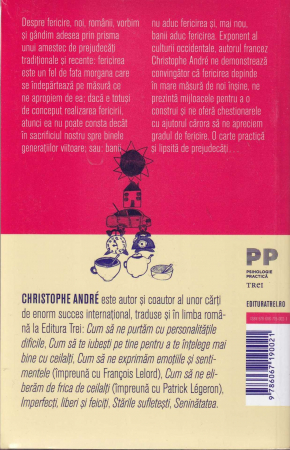 Despre fericire, noi, românii, vorbim
și gândim adesea prin prisma
unui amestec de prejudecăți
tradiționale și recente: fericirea
este un fel de fata morgana care
se îndepărtează pe măsură ce
ne apropiem de ea; dacă e totuși
de conceput realizarea fericirii,
atunci ea nu poate consta decât
în sacrificiul nostru spre binele
generațiilor viitoare; sau: banii
nu aduc fericirea și, mai nou,
banii aduc fericirea. Exponent al
culturii occidentale, autorul francez
Christophe André ne demonstrează
convingător că fericirea depinde
în mare măsură de noi înșine, ne
prezintă mijloacele pentru a o
construi și ne oferă chestionarele
cu ajutorul cărora să ne apreciem
gradul de fericire. O carte practică
și lipsită de prejudecăți...
PP
PSIHOLOGIE
PRACTICĂ
TREI
EDITURATREI.RO
CHRISTOPHE ANDRÉ este autor și coautor al unor cărți
de enorm succes internațional, traduse și în limba româ-
nă la Editura Trei: Cum să ne purtăm cu personalitățile
dificile, Cum să te iubești pe tine pentru a te înțelege mai
bine cu ceilalți, Cum să ne exprimăm emoțiile și senti-
mentele (împreună cu François Lelord), Cum să ne eli-
berăm de frica de ceilalți (împreună cu Patrick Légeron),
Imperfecți, liberi și fericiți, Stările sufletești, Seninătatea.
9 786067 190021